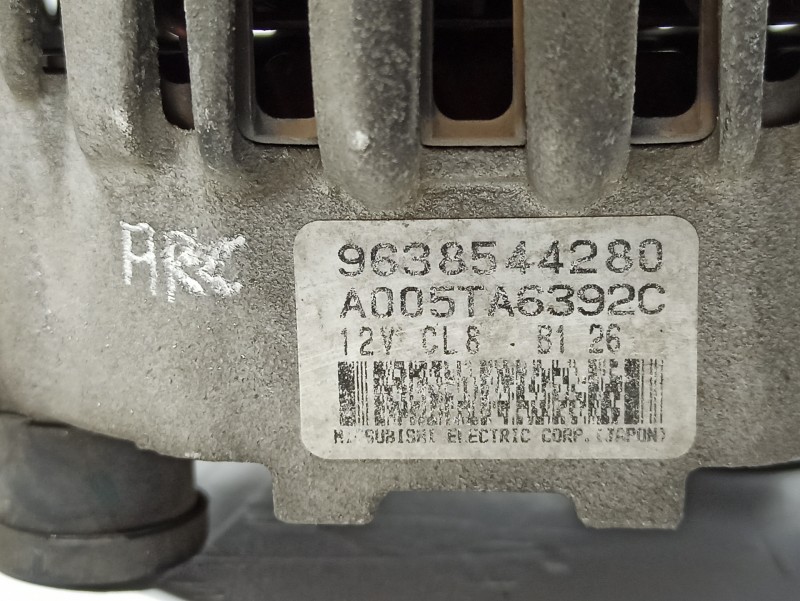 ARC
9638544280
A005TA6392C
12V CL8 · B1 26
MITSUBISHI ELECTRIC CORP.(JAPON)